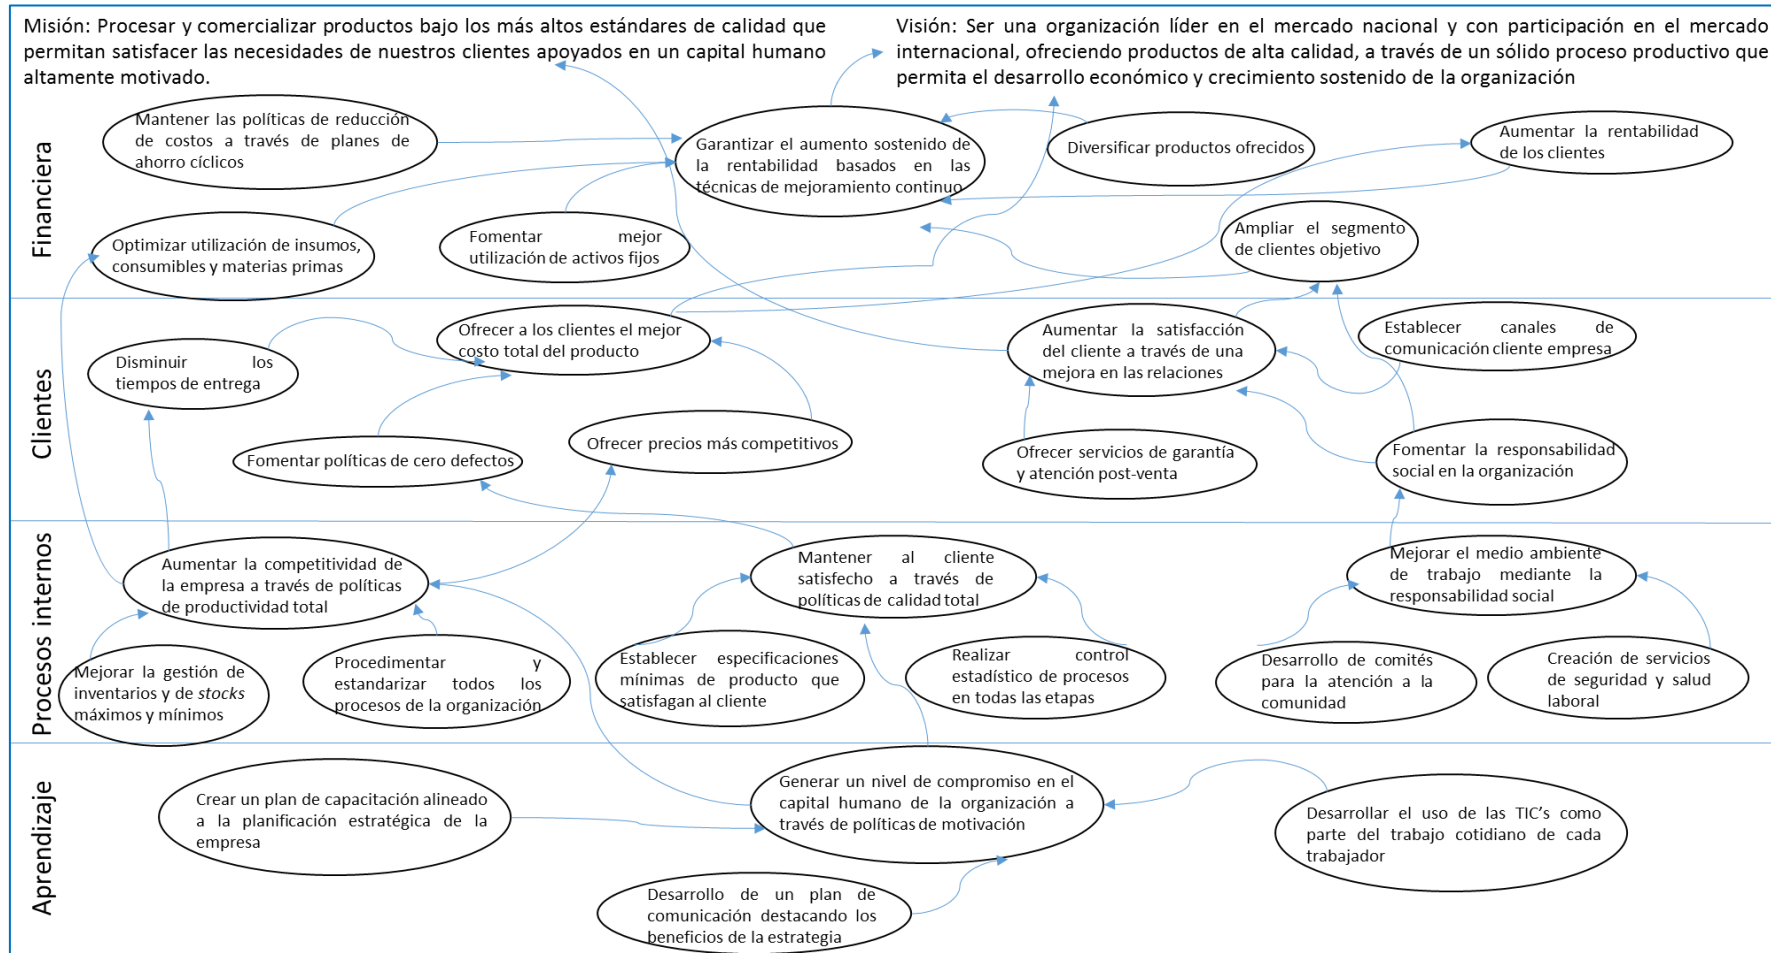 Misión: Procesar y comercializar productos bajo los más altos estándares de calidad que
permitan satisfacer las necesidades de nuestros clientes apoyados en un capital humano
altamente motivado.
Visión: Ser una organización líder en el mercado nacional y con participación en el mercado
internacional, ofreciendo productos de alta calidad, a través de un sólido proceso productivo que
permita el desarrollo económico y crecimiento sostenido de la organización
Financiera
Mantener las políticas de reducción
de costos a través de planes de
ahorro cíclicos
Garantizar el aumento sostenido de
la rentabilidad basados en las
técnicas de mejoramiento continuo
Diversificar productos ofrecidos
Aumentar la rentabilidad
de los clientes
Optimizar utilización de insumos,
consumibles y materias primas
Fomentar mejor
utilización de activos fijos
Ampliar el segmento
de clientes objetivo
Clientes
Disminuir los
tiempos de entrega
Ofrecer a los clientes el mejor
costo total del producto
Aumentar la satisfacción
del cliente a través de una
mejora en las relaciones
Establecer canales de
comunicación cliente empresa
Fomentar políticas de cero defectos
Ofrecer precios más competitivos
Ofrecer servicios de garantía
y atención post-venta
Fomentar la responsabilidad
social en la organización
Procesos internos
Aumentar la competitividad de
la empresa a través de políticas
de productividad total
Mantener al cliente
satisfecho a través de
políticas de calidad total
Mejorar el medio ambiente
de trabajo mediante la
responsabilidad social
Mejorar la gestión de
inventarios y de stocks
máximos y mínimos
Procedimentar y
estandarizar todos los
procesos de la organización
Establecer especificaciones
mínimas de producto que
satisfagan al cliente
Realizar control
estadístico de procesos
en todas las etapas
Desarrollo de comités
para la atención a la
comunidad
Creación de servicios
de seguridad y salud
laboral
Aprendizaje
Crear un plan de capacitación alineado
a la planificación estratégica de la
empresa
Generar un nivel de compromiso en el
capital humano de la organización a
través de políticas de motivación
Desarrollar el uso de las TIC's como
parte del trabajo cotidiano de cada
trabajador
Desarrollo de un plan de
comunicación destacando los
beneficios de la estrategia